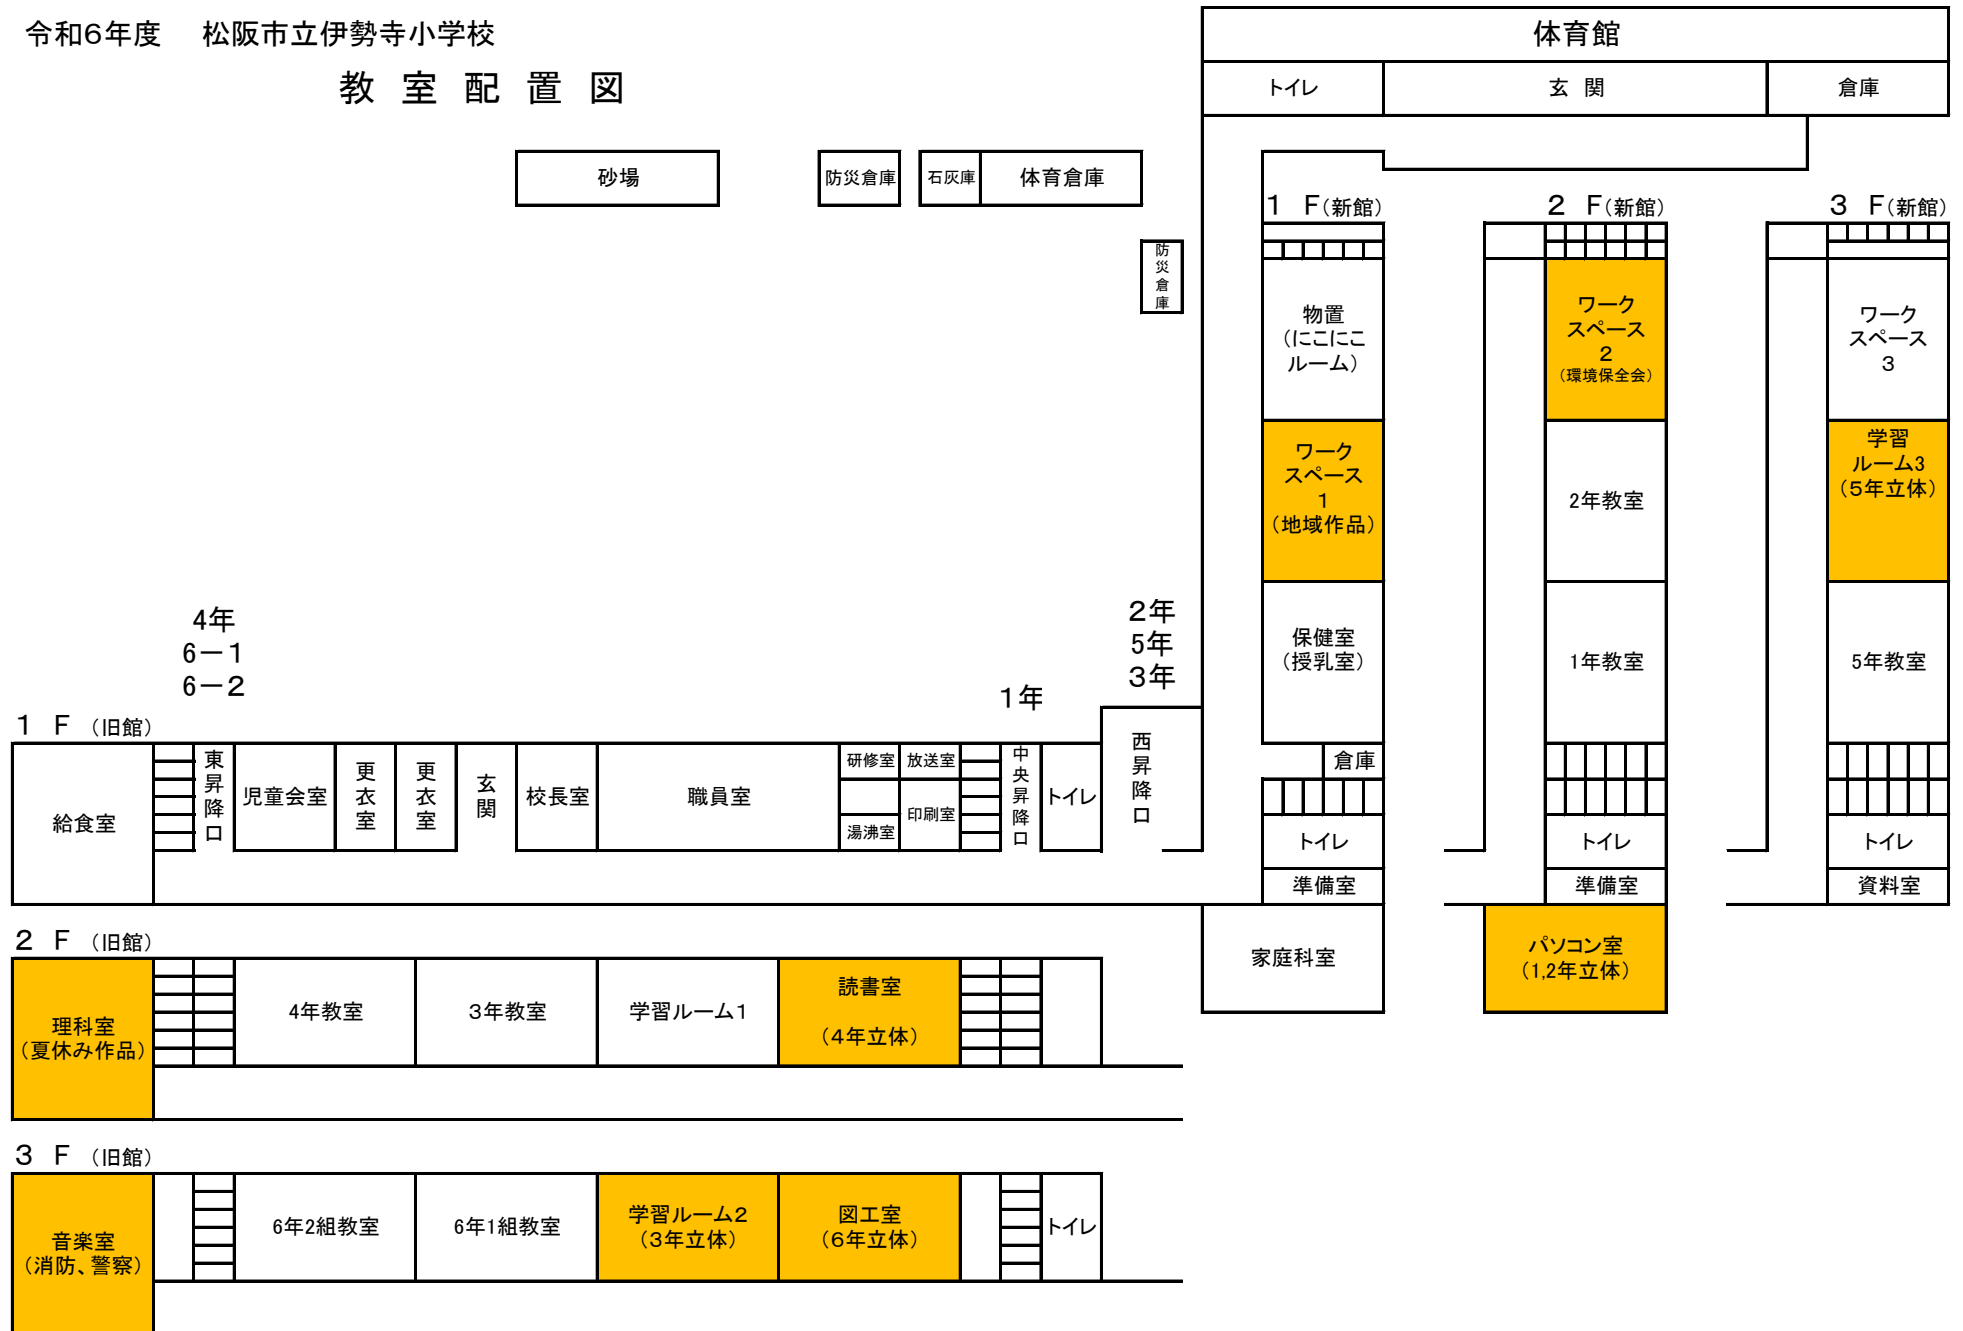 令和6年度　松阪市立伊勢寺小学校
教 室 配 置 図
体育館
トイレ
玄 関
倉庫
砂場
防災倉庫
石灰庫
体育倉庫
防
災
倉
庫
1 F(新館)
物置
(にこにこ
ルーム)
ワーク
スペース
1
(地域作品)
保健室
(授乳室)
倉庫
トイレ
準備室
家庭科室
2 F(新館)
ワーク
スペース
2
(環境保全会)
2年教室
1年教室
トイレ
準備室
パソコン室
(1,2年立体)
3 F(新館)
ワーク
スペース
3
学習
ルーム3
(5年立体)
5年教室
トイレ
資料室
4年
6-1
6-2
1年
2年
5年
3年
1 F (旧館)
給食室
東
昇
降
口
児童会室
更
衣
室
更
衣
室
玄
関
校長室
職員室
研修室
湯沸室
放送室
印刷室
中
央
昇
降
口
トイレ
西
昇
降
口
2 F (旧館)
理科室
(夏休み作品)
4年教室
3年教室
学習ルーム1
読書室
(4年立体)
3 F (旧館)
音楽室
(消防、警察)
6年2組教室
6年1組教室
学習ルーム2
(3年立体)
図工室
(6年立体)
トイレ